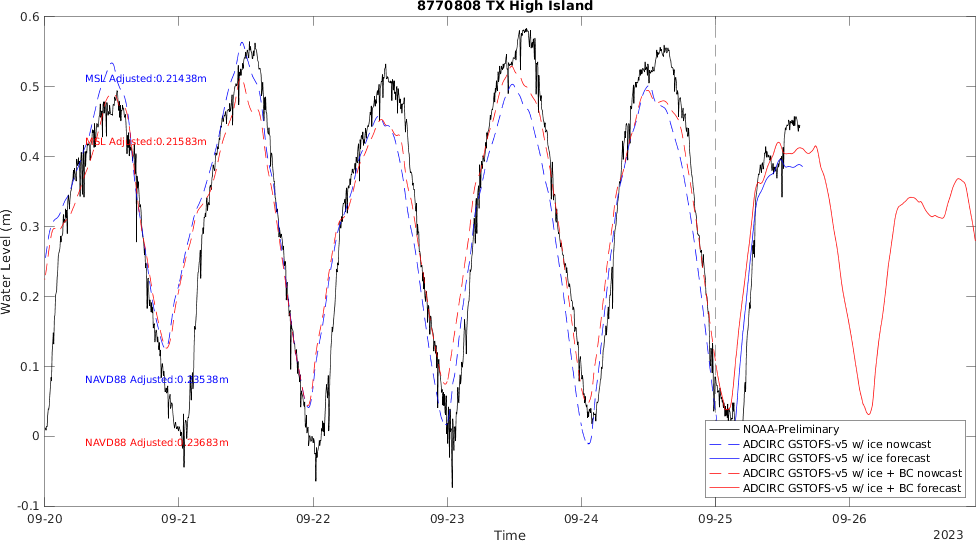 8770808 TX High Island
0.6
0.5
0.4
0.3
0.2
0.1
0
-0.1
Water Level (m)
MSL Adjusted:0.21438m
MSL Adjusted:0.21583m
NAVD88 Adjusted:0.23538m
NAVD88 Adjusted:0.23683m
NOAA-Preliminary
ADCIRC GSTOFS-v5 w/ ice nowcast
ADCIRC GSTOFS-v5 w/ ice forecast
ADCIRC GSTOFS-v5 w/ ice + BC nowcast
ADCIRC GSTOFS-v5 w/ ice + BC forecast
09-20 09-21 09-22 09-23 09-24 09-25 09-26
Time
2023